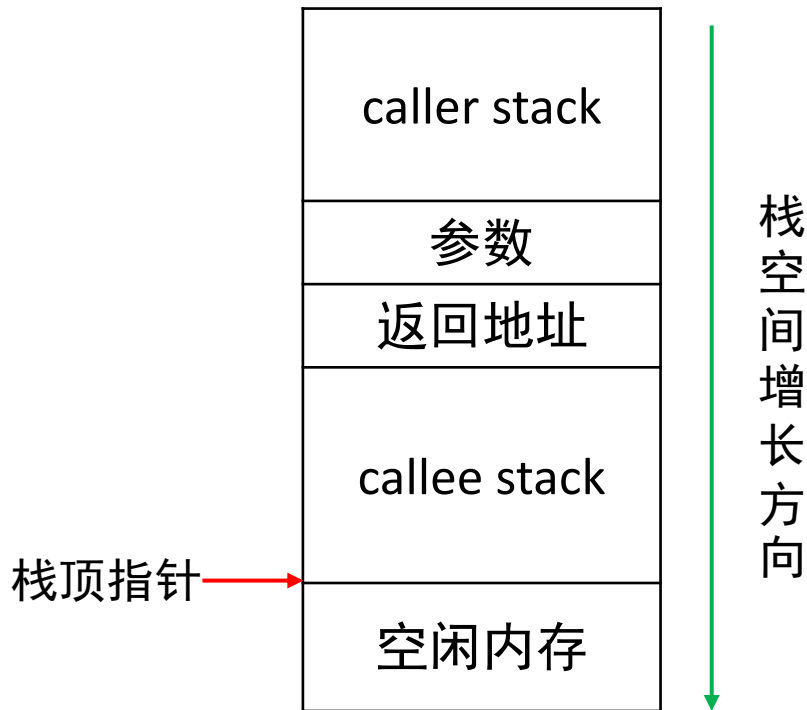 caller stack
参数
返回地址
callee stack
栈顶指针
空闲内存
栈空间增长方向